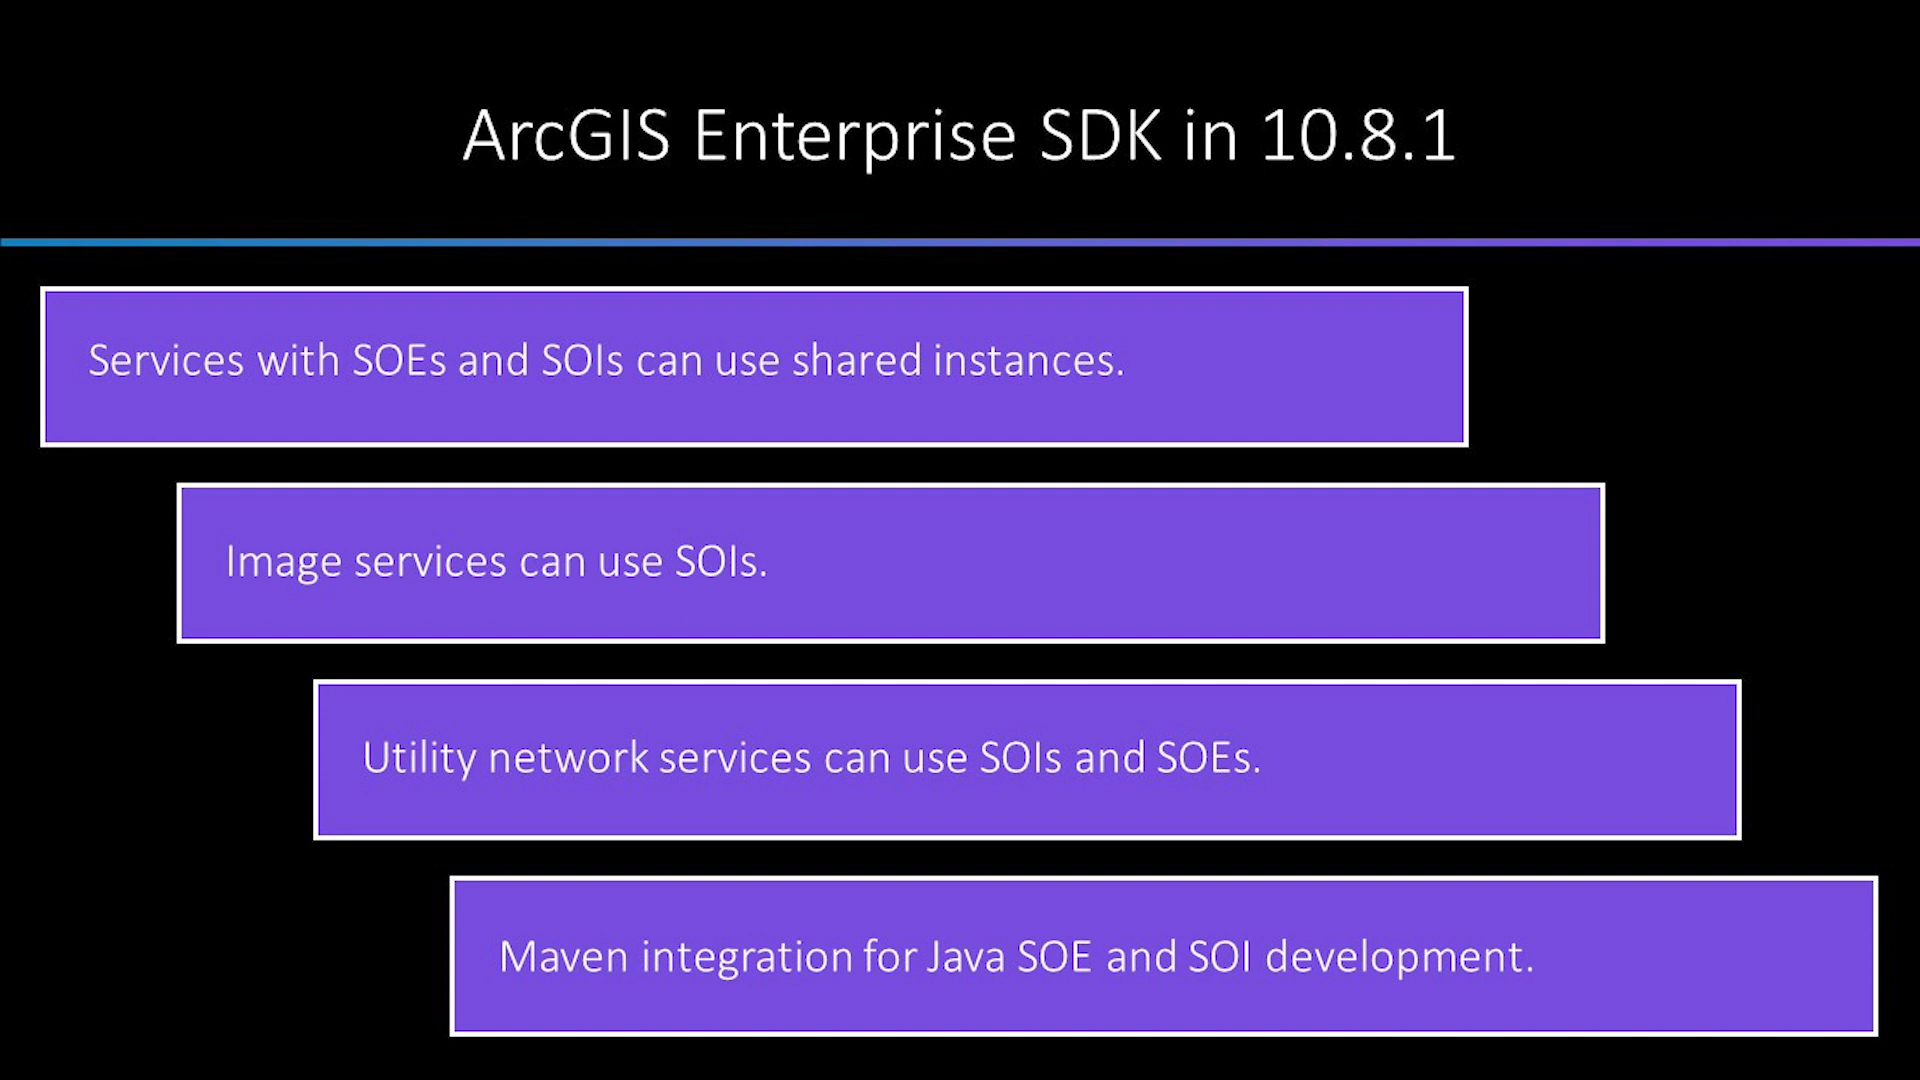 ArcGIS Enterprise SDK in 10.8.1
Services with SOEs and SOIs can use shared instances.
Image services can use SOIs.
Utility network services can use SOIs and SOEs.
Maven integration for Java SOE and SOI development.